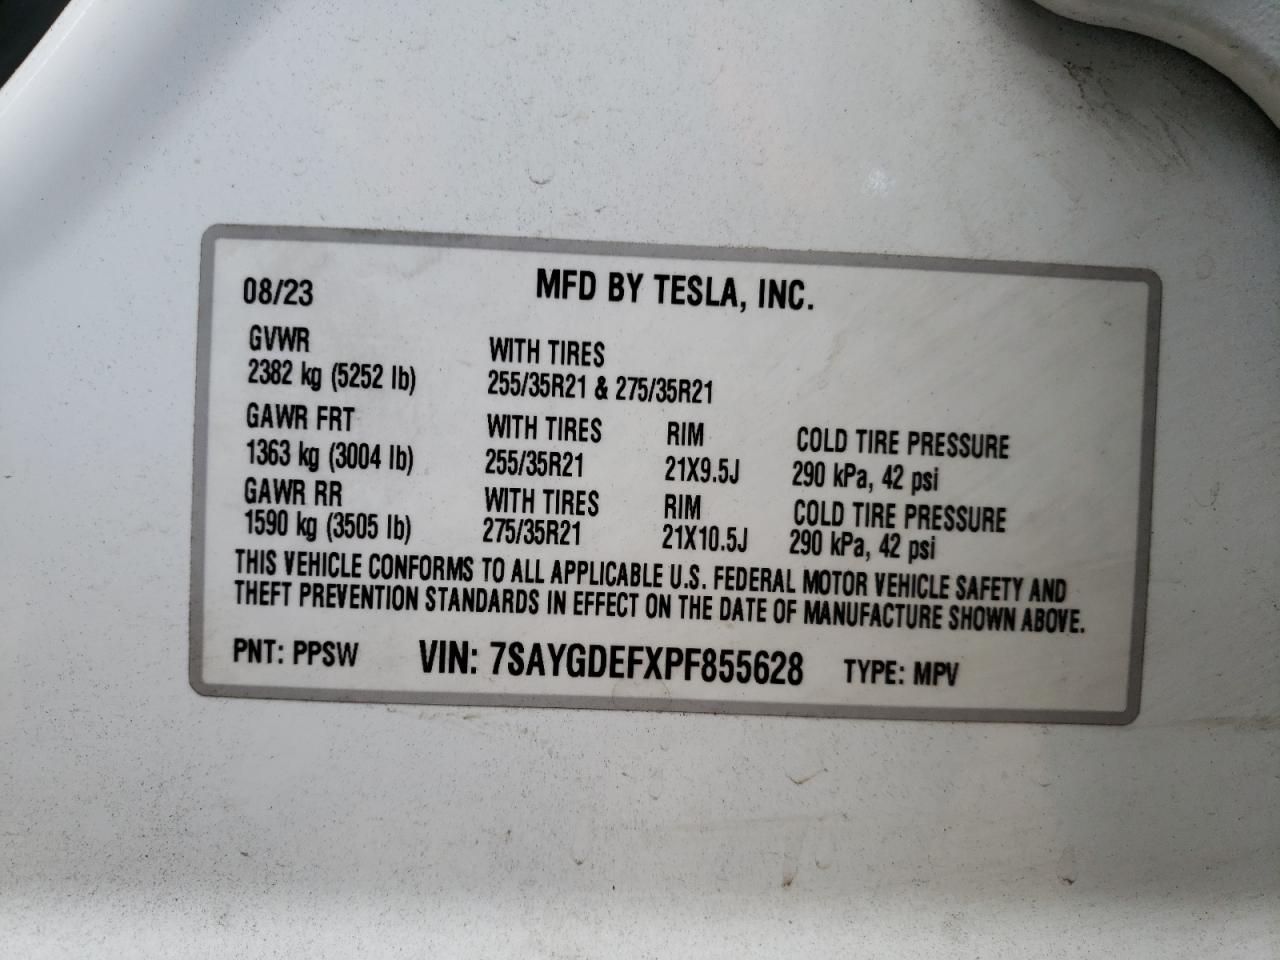 08/23 MFD BY TESLA, INC.
GVWR WITH TIRES
2382 kg (5252 lb) 255/35R21 & 275/35R21
GAWR FRT WITH TIRES RIM COLD TIRE PRESSURE
1363 kg (3004 lb) 255/35R21 21X9.5J 290 kPa, 42 psi
GAWR RR WITH TIRES RIM COLD TIRE PRESSURE
1590 kg (3505 lb) 275/35R21 21X10.5J 290 kPa, 42 psi
THIS VEHICLE CONFORMS TO ALL APPLICABLE U.S. FEDERAL MOTOR VEHICLE SAFETY AND
THEFT PREVENTION STANDARDS IN EFFECT ON THE DATE OF MANUFACTURE SHOWN ABOVE.
PNT: PPSW VIN: 7SAYGDEFXPF855628 TYPE: MPV